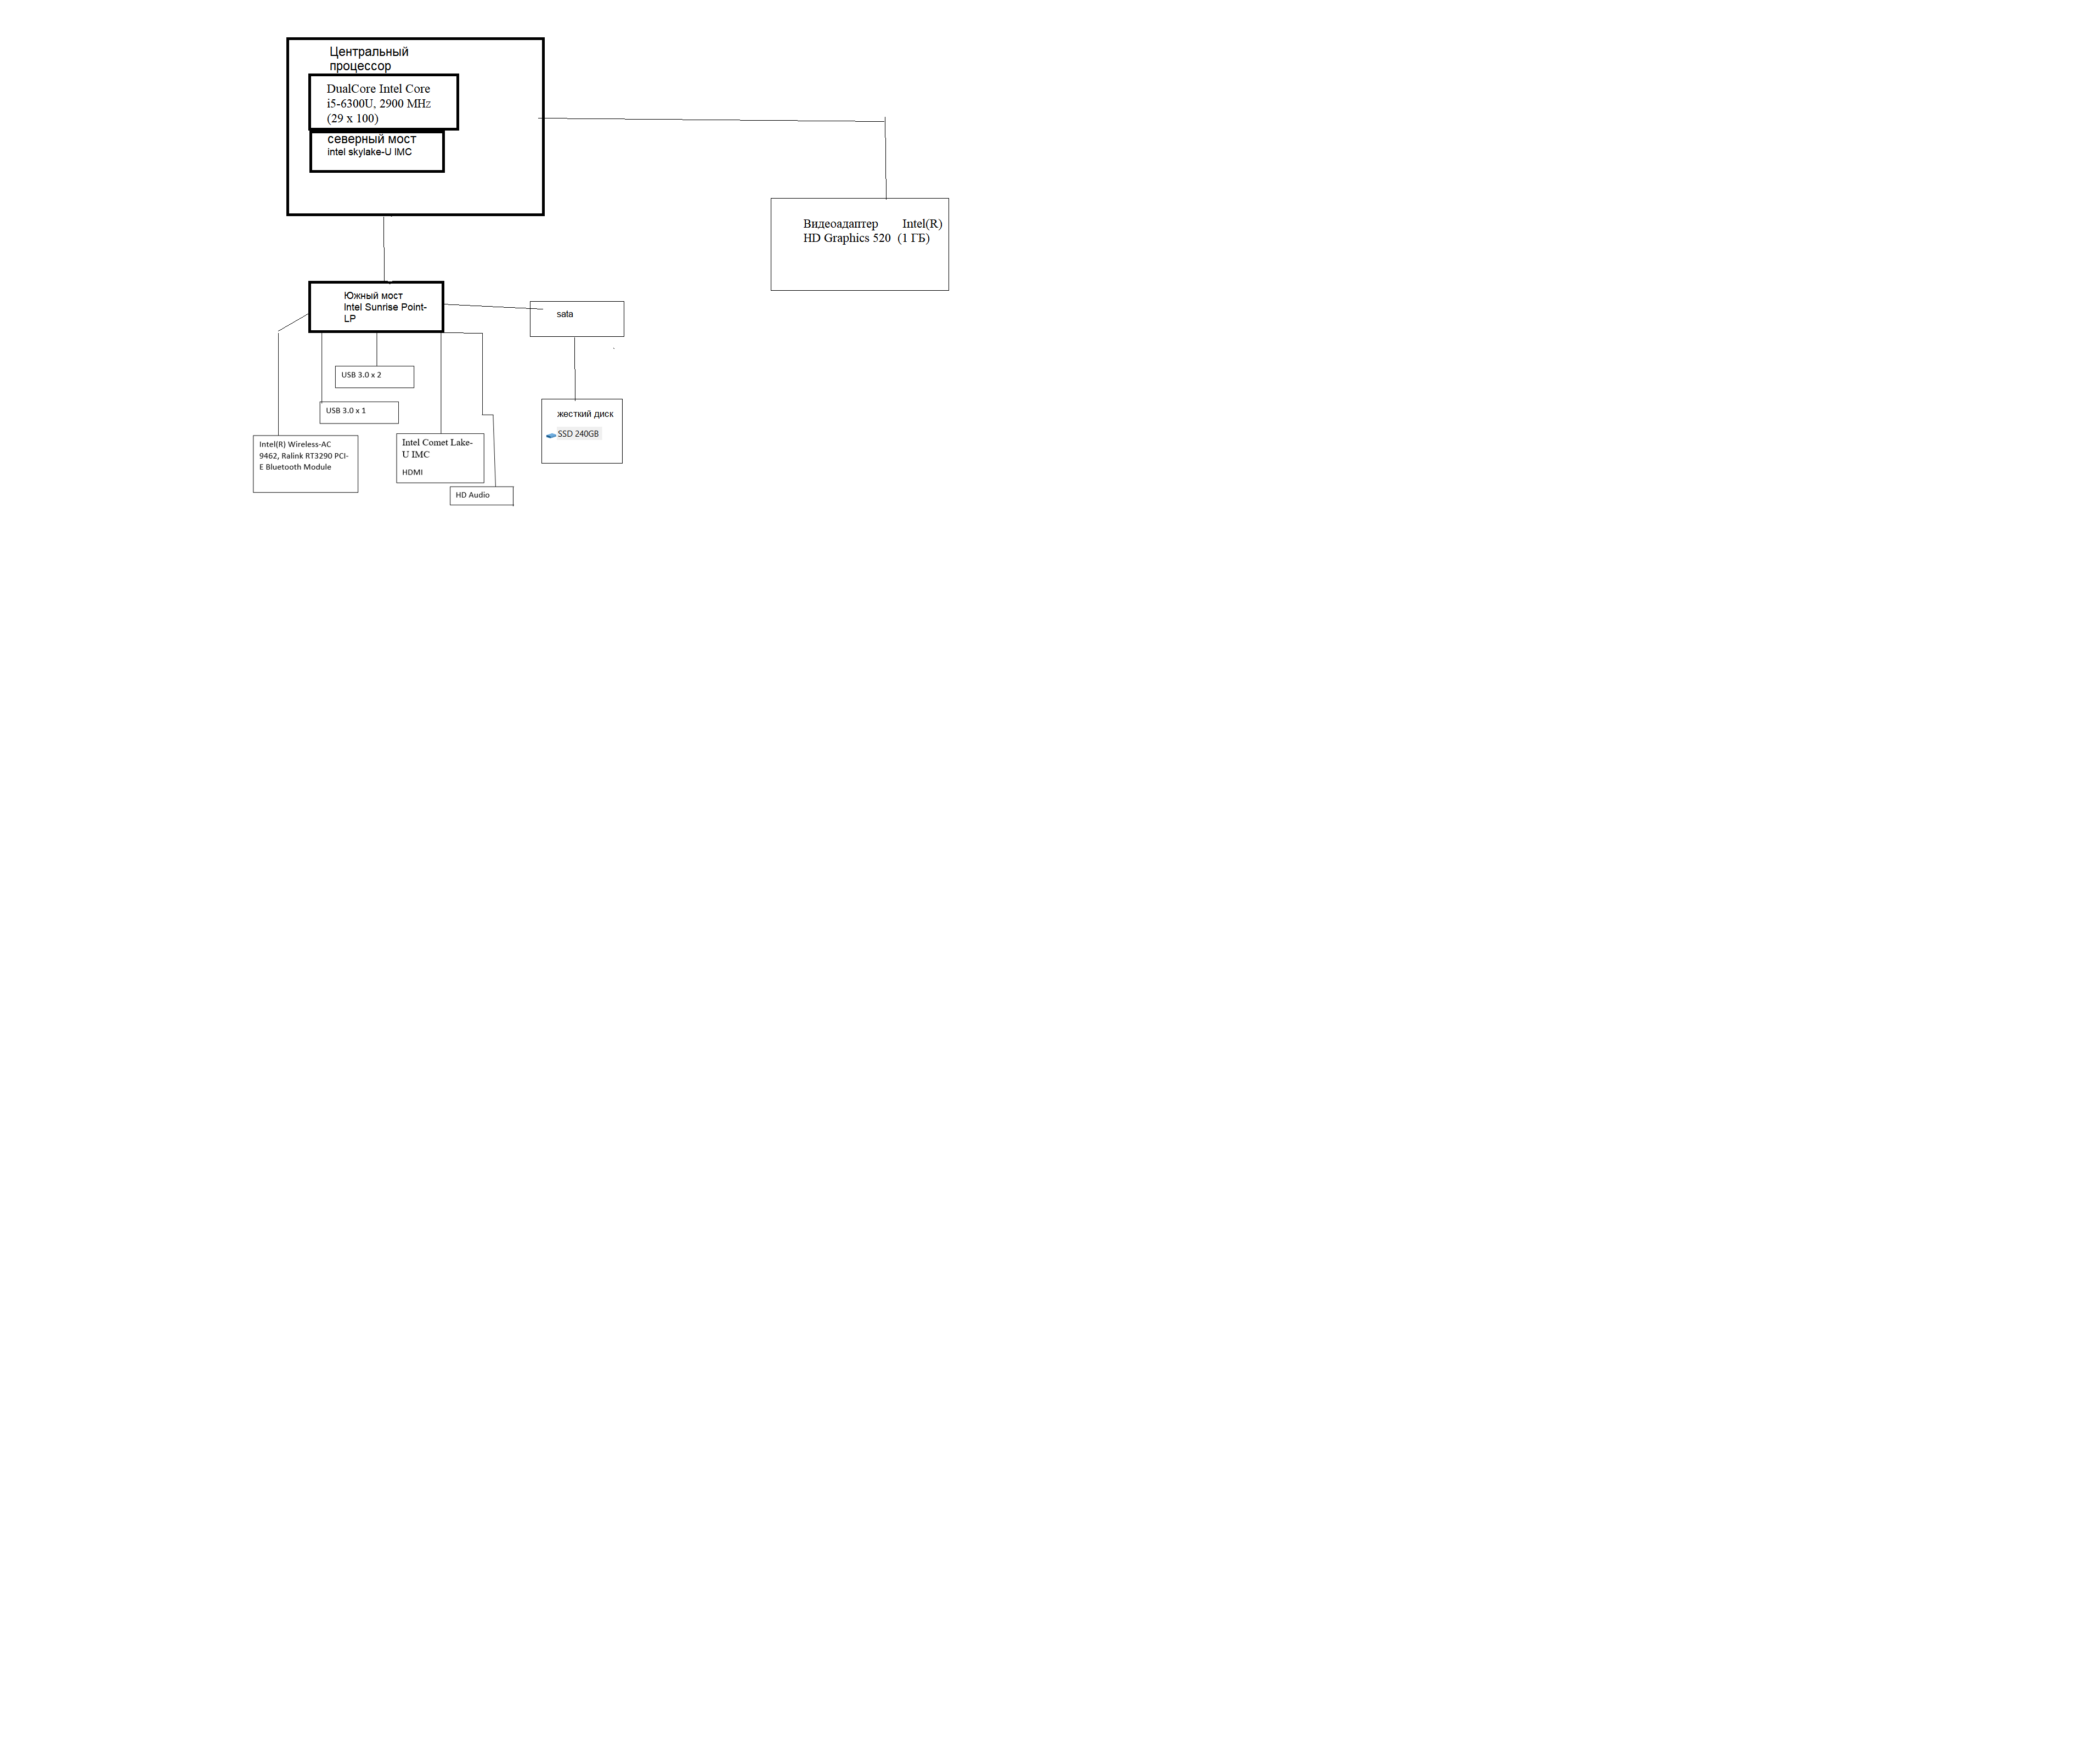 Центральный
процессор
DualCore Intel Core
i5-6300U, 2900 MHz
(29 x 100)
северный мост
intel skylake-U IMC
Видеоадаптер Intel(R)
HD Graphics 520 (1 ГБ)
Южный мост
Intel Sunrise Point-
LP
sata
USB 3.0 x 2
USB 3.0 x 1
жесткий диск
SSD 240GB
Intel(R) Wireless-AC
9462, Ralink RT3290 PCI-
E Bluetooth Module
Intel Comet Lake-
U IMC
HDMI
HD Audio